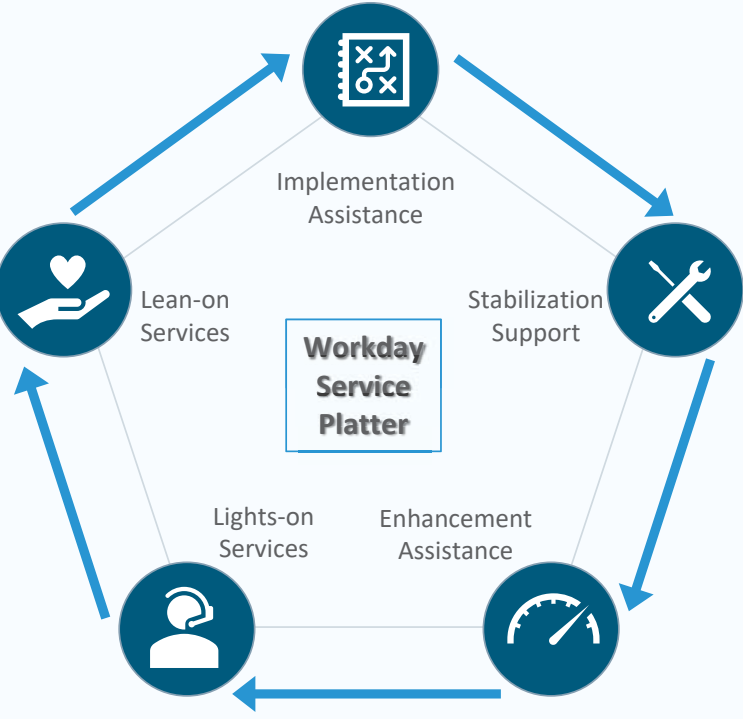 Implementation
Assistance
Lean-on
Services
Stabilization
Support
Workday
Service
Platter
Lights-on
Services
Enhancement
Assistance